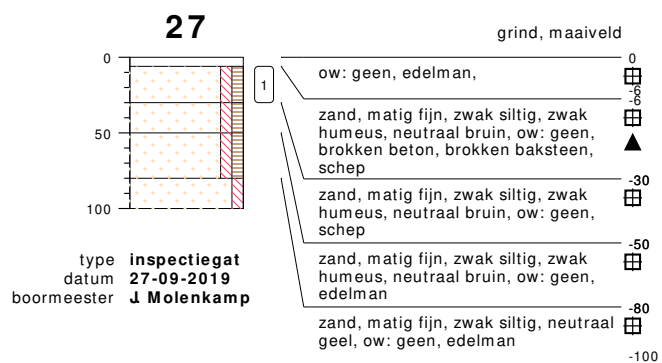 27
grind, maaiveld
0
0
ow: geen, edelman,
-6
-6
1
zand, matig fijn, zwak siltig, zwak
humeus, neutraal bruin, ow: geen,
brokken beton, brokken baksteen,
schep
50
-30
zand, matig fijn, zwak siltig, zwak
humeus, neutraal bruin, ow: geen,
schep
100
-50
zand, matig fijn, zwak siltig, zwak
humeus, neutraal bruin, ow: geen,
edelman
-80
zand, matig fijn, zwak siltig, neutraal
geel, ow: geen, edelman
-100
type inspectiegat
datum 27-09-2019
boormeester J. Molenkamp